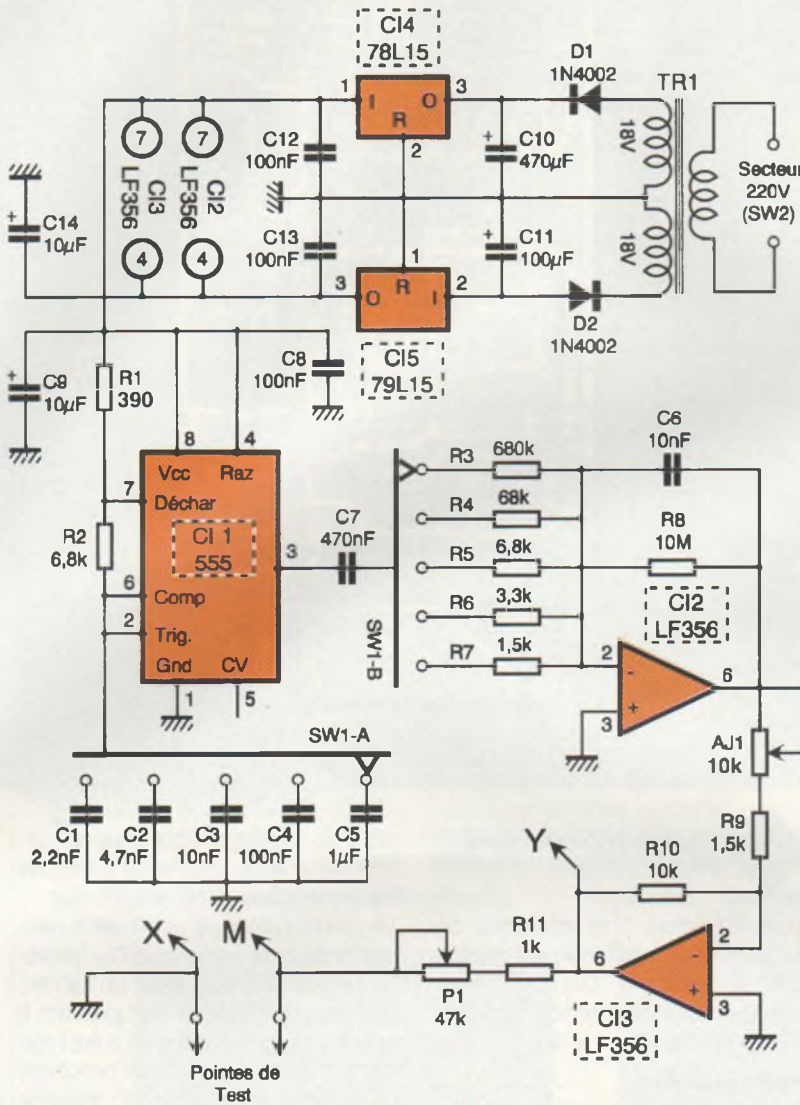 CI4
78L15
D1
1N4002
TR1
1
I
O
3
R
2
C12
100nF
C10
470µF
18V
Secteur
220V
(SW2)
7
7
LF356
CI3
LF356
CI2
4
4
C14
10µF
C13
100nF
C11
100µF
18V
1
3
O
R
I
2
D2
1N4002
CI5
79L15
C9
10µF
R1
390
C8
100nF
8
4
Vcc
Raz
7
Déchar
R2
6,8k
CI 1
555
3
C7
470nF
6
Comp
2
Trig.
Gnd
CV
1
5
SW1-B
R3
680k
R4
68k
R5
6,8k
R6
3,3k
R7
1,5k
C6
10nF
R8
10M
CI2
LF356
2
-
6
+
3
AJ1
10k
SW1-A
C1
2,2nF
C2
4,7nF
C3
10nF
C4
100nF
C5
1µF
R9
1,5k
Y
R10
10k
X
M
R11
1k
6
2
-
+
3
P1
47k
CI3
LF356
Pointes de
Test